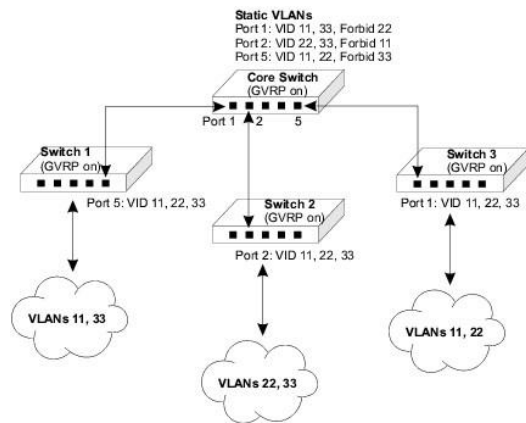 Static VLANs
Port 1: VID 11, 33, Forbid 22
Port 2: VID 22, 33, Forbid 11
Port 5: VID 11, 22, Forbid 33
Core Switch
(GVRP on)
Port 1 2 5
Switch 1
(GVRP on)
Port 5: VID 11, 22, 33
Switch 3
(GVRP on)
Port 1: VID 11, 22, 33
Switch 2
(GVRP on)
Port 2: VID 11, 22, 33
VLANs 11, 33
VLANs 11, 22
VLANs 22, 33